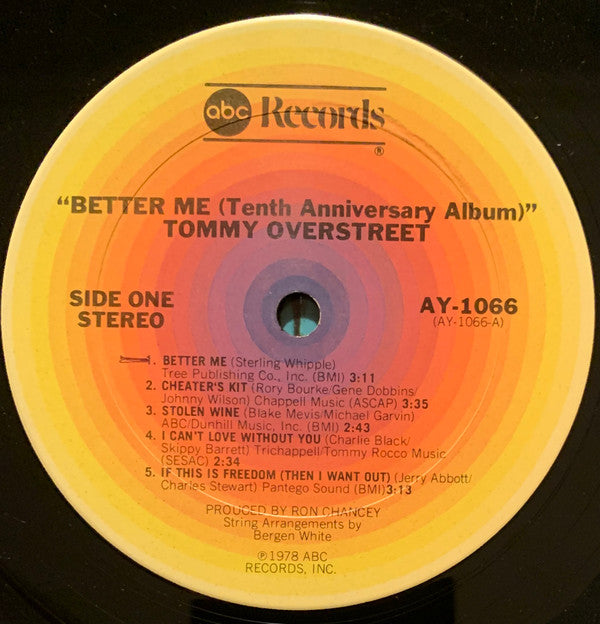 abc Records
®
"BETTER ME (Tenth Anniversary Album)"
TOMMY OVERSTREET
SIDE ONE
STEREO
AY-1066
(AY-1066-A)
1. BETTER ME (Sterling Whipple)
Tree Publishing Co., Inc. (BMI) 3:11
2. CHEATER'S KIT (Rory Bourke/Gene Dobbins/
Johnny Wilson) Chappell Music (ASCAP) 3:35
3. STOLEN WINE (Blake Mevis/Michael Garvin)
ABC/Dunhill Music, Inc. (BMI) 2:43
4. I CAN'T LOVE WITHOUT YOU (Charlie Black/
Skippy Barrett) Trichappell/Tommy Rocco Music
(SESAC) 2:34
5. IF THIS IS FREEDOM (THEN I WANT OUT) (Jerry Abbott/
Charles Stewart) Pantego Sound (BMI) 3:13
PRODUCED BY RON CHANCEY
String Arrangements by
Bergen White
℗ 1978 ABC
RECORDS, INC.